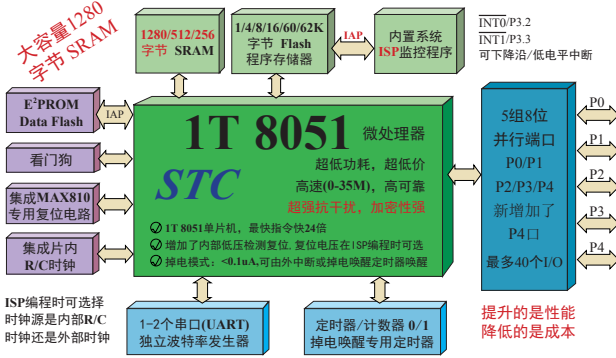 大容量1280
字节 SRAM
1280/512/256
字节 SRAM
1/4/8/16/60/62K
字节 Flash
程序存储器
IAP
内置系统
ISP监控程序
INT0/P3.2
INT1/P3.3
可下降沿/低电平中断
E²PROM
Data Flash
IAP
看门狗
集成MAX810
专用复位电路
集成片内
R/C时钟
1T 8051 微处理器
STC
超低功耗，超低价
高速(0-35M)，高可靠
超强抗干扰，加密性强
1T 8051单片机，最快指令快24倍
增加了内部低压检测复位, 复位电压在ISP编程时可选
掉电模式：<0.1uA,可由外中断或掉电唤醒定时器唤醒
5组8位
并行端口
P0/P1
P2/P3/P4
新增加了
P4口
最多40个I/O
P0
P1
P2
P3
P4
ISP编程时可选择
时钟源是内部R/C
时钟还是外部时钟
1-2个串口(UART)
独立波特率发生器
定时器/计数器 0/1
掉电唤醒专用定时器
提升的是性能
降低的是成本